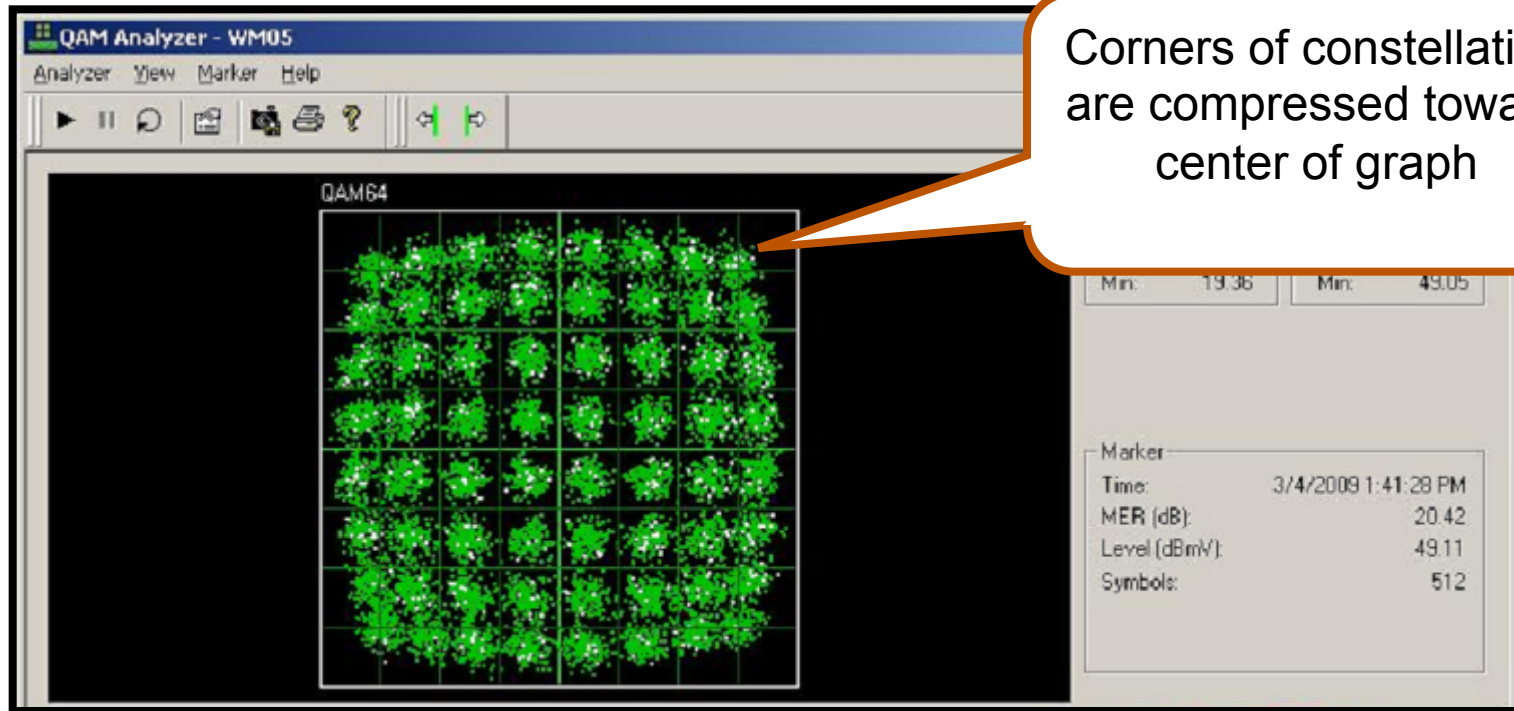 QAM Analyzer - WM05
Analyzer View Marker Help
Corners of
are compressed
center of graph
QAM64
Min: 19.36 Min: 49.05
Marker
Time: 3/4/2009 1:41:28 PM
MER (dB): 20.42
Level (dBmV): 49.11
Symbols: 512